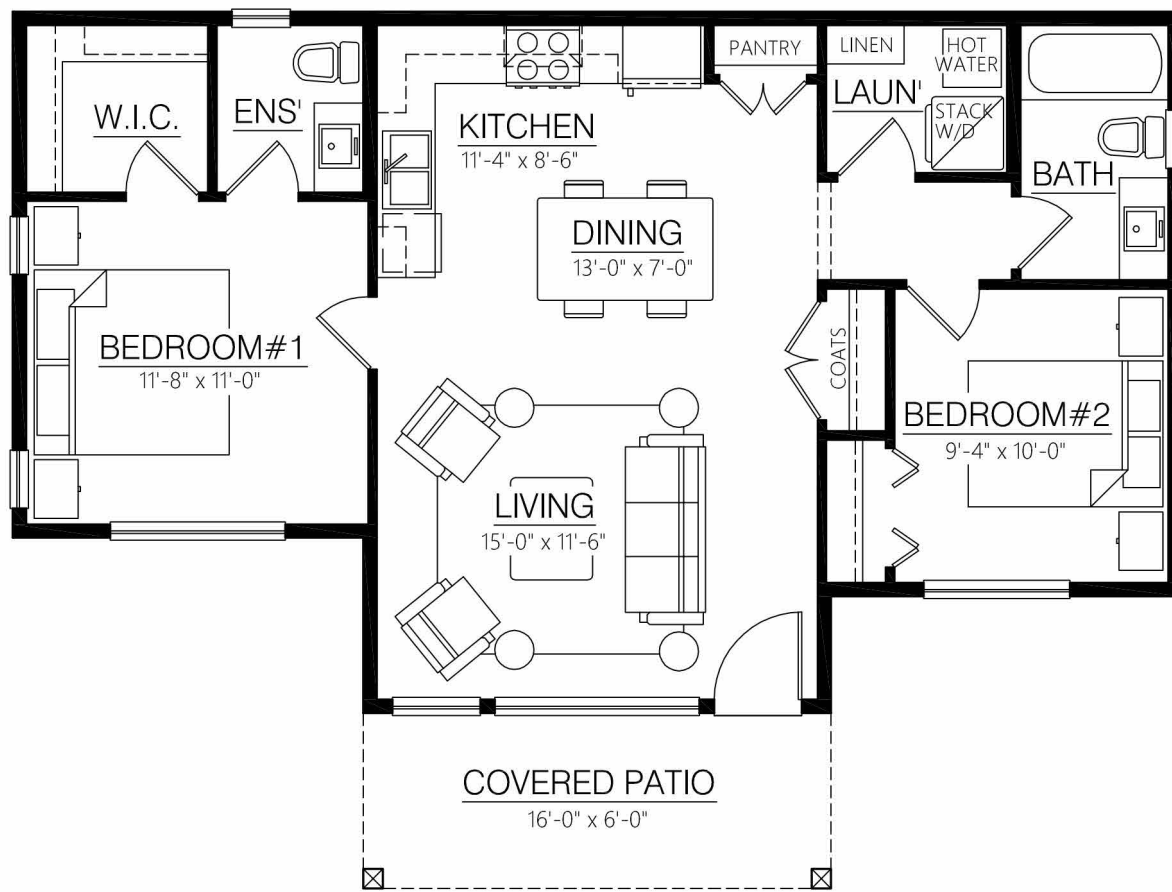 W.I.C.
ENS'
KITCHEN
11'-4" x 8'-6"
PANTRY
LINEN
HOT
WATER
LAUN'
STACK
W/D
BATH
DINING
13'-0" x 7'-0"
BEDROOM#1
11'-8" x 11'-0"
COATS
BEDROOM#2
9'-4" x 10'-0"
LIVING
15'-0" x 11'-6"
COVERED PATIO
16'-0" x 6'-0"